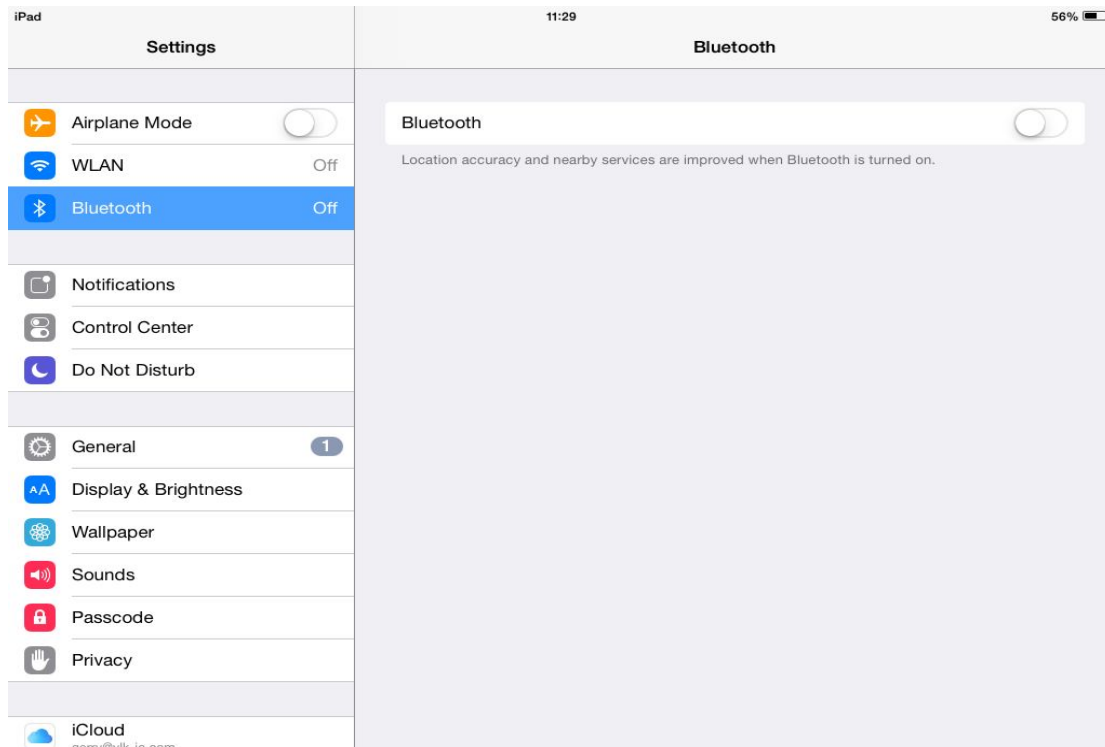 iPad 11:29 56%
Settings
Bluetooth
Airplane Mode
WLAN Off
Bluetooth Off
Notifications
Control Center
Do Not Disturb
General 1
AA Display & Brightness
Wallpaper
Sounds
Passcode
Privacy
iCloud
Bluetooth
Location accuracy and nearby services are improved when Bluetooth is turned on.